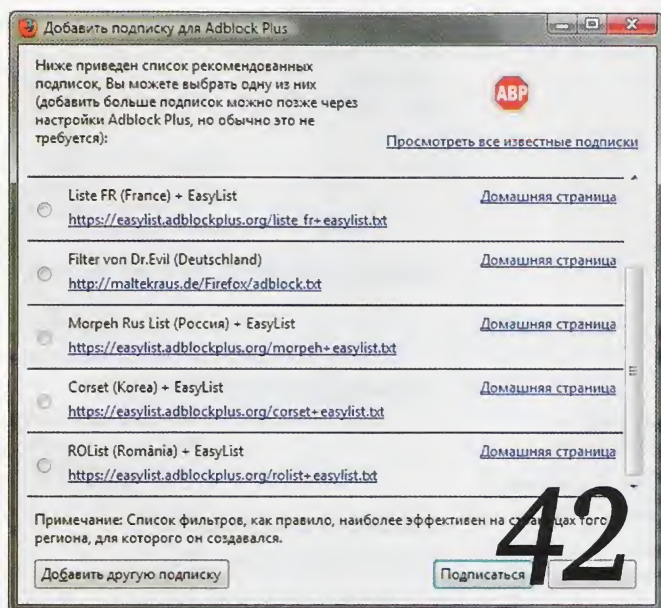 Добавить подписку для Adblock Plus
Ниже приведен список рекомендованных
подписок, Вы можете выбрать одну из них
(добавить больше подписок можно позже через
настройки Adblock Plus, но обычно это не
требуется):
ABP
Просмотреть все известные подписки
Liste FR (France) + EasyList
Домашняя страница
https://easylist.adblockplus.org/liste_fr+easylist.txt
Filter von Dr.Evil (Deutschland)
Домашняя страница
http://maltekraus.de/Firefox/adblock.txt
Morpeh Rus List (Россия) + EasyList
Домашняя страница
https://easylist.adblockplus.org/morpeh+easylist.txt
Corset (Korea) + EasyList
Домашняя страница
https://easylist.adblockplus.org/corset+easylist.txt
ROList (România) + EasyList
Домашняя страница
https://easylist.adblockplus.org/rolist+easylist.txt
Примечание: Список фильтров, как правило, наиболее эффективен на того
региона, для которого он создавался.
Добавить другую подписку
Подписаться
42